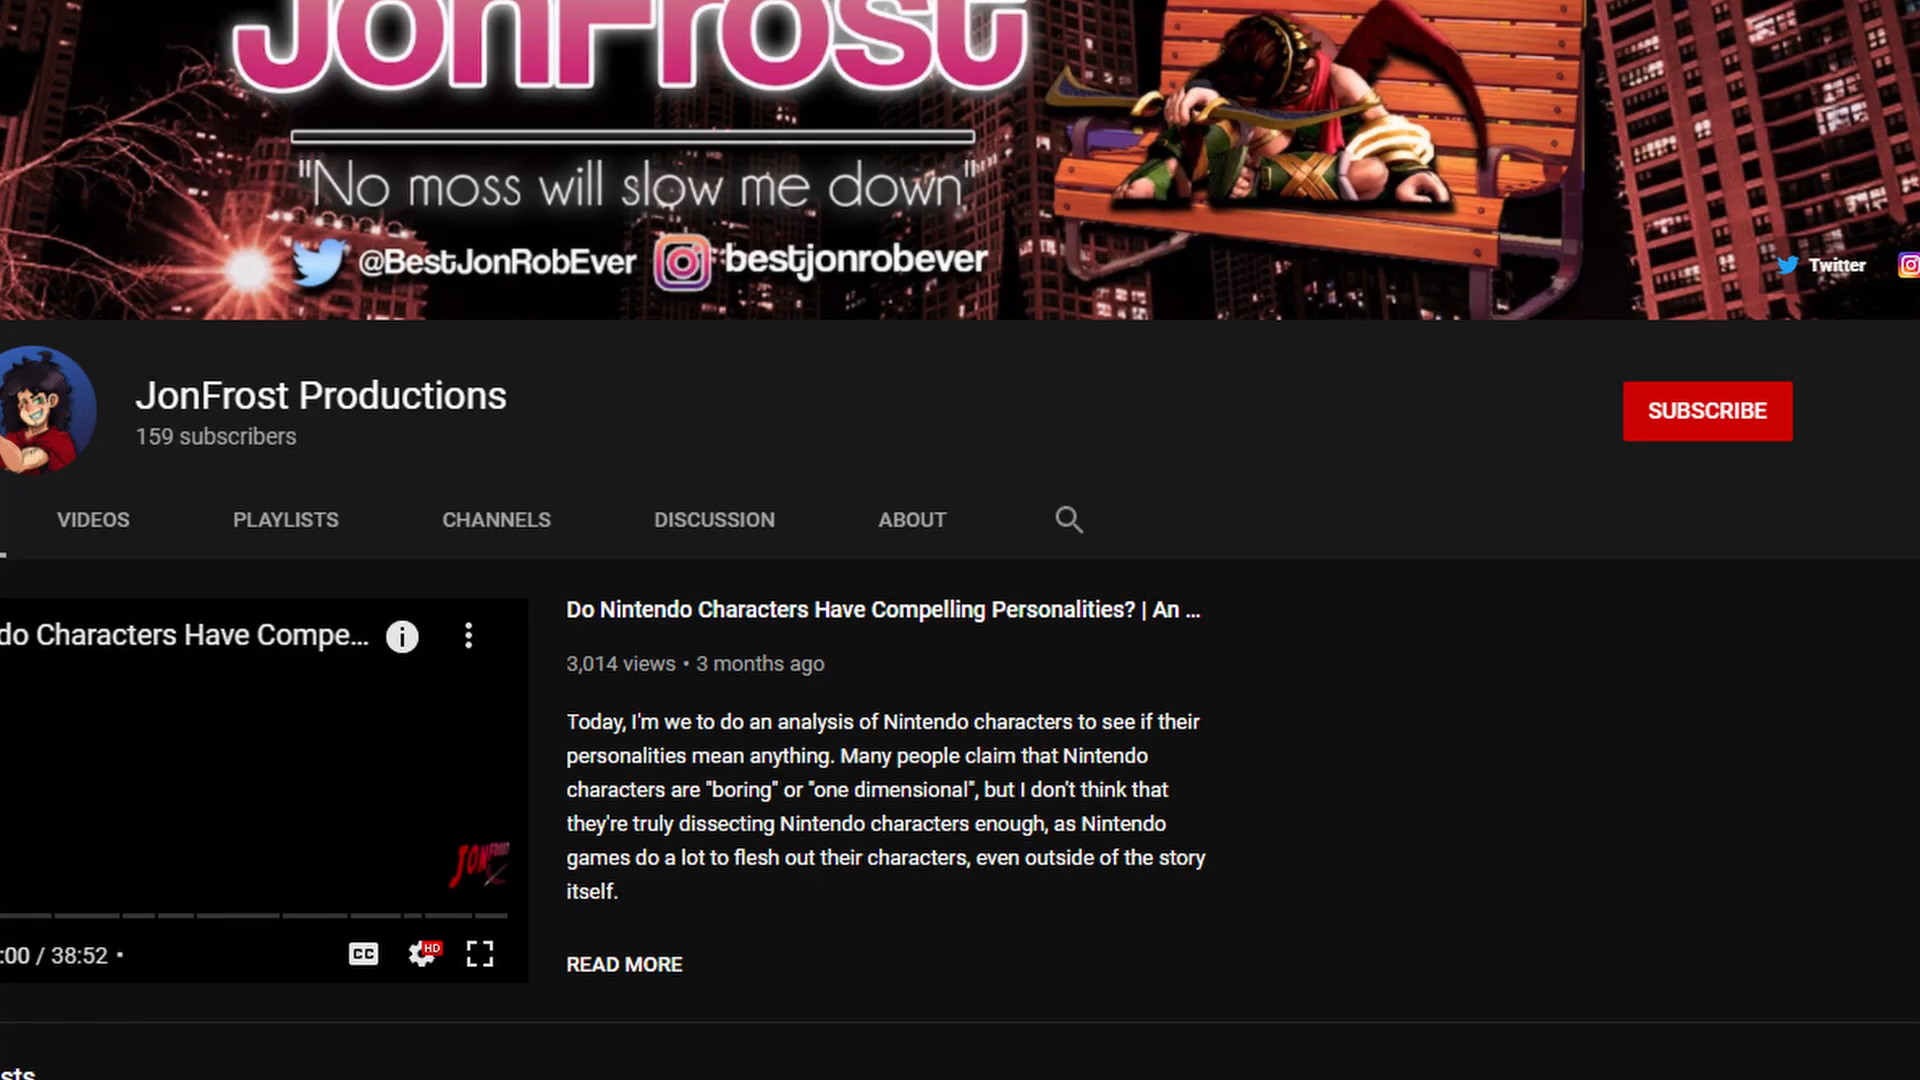 JonFrost
"No moss will slow me down"
@BestJonRobEver bestjonrobever
Twitter
JonFrost Productions
159 subscribers
SUBSCRIBE
VIDEOS PLAYLISTS CHANNELS DISCUSSION ABOUT
do Characters Have Compe...
Do Nintendo Characters Have Compelling Personalities? | An ...
3,014 views • 3 months ago
Today, I'm we to do an analysis of Nintendo characters to see if their
personalities mean anything. Many people claim that Nintendo
characters are "boring" or "one dimensional", but I don't think that
they're truly dissecting Nintendo characters enough, as Nintendo
games do a lot to flesh out their characters, even outside of the story
itself.
JONFROST
:00 / 38:52 •
CC
HD
READ MORE
sts